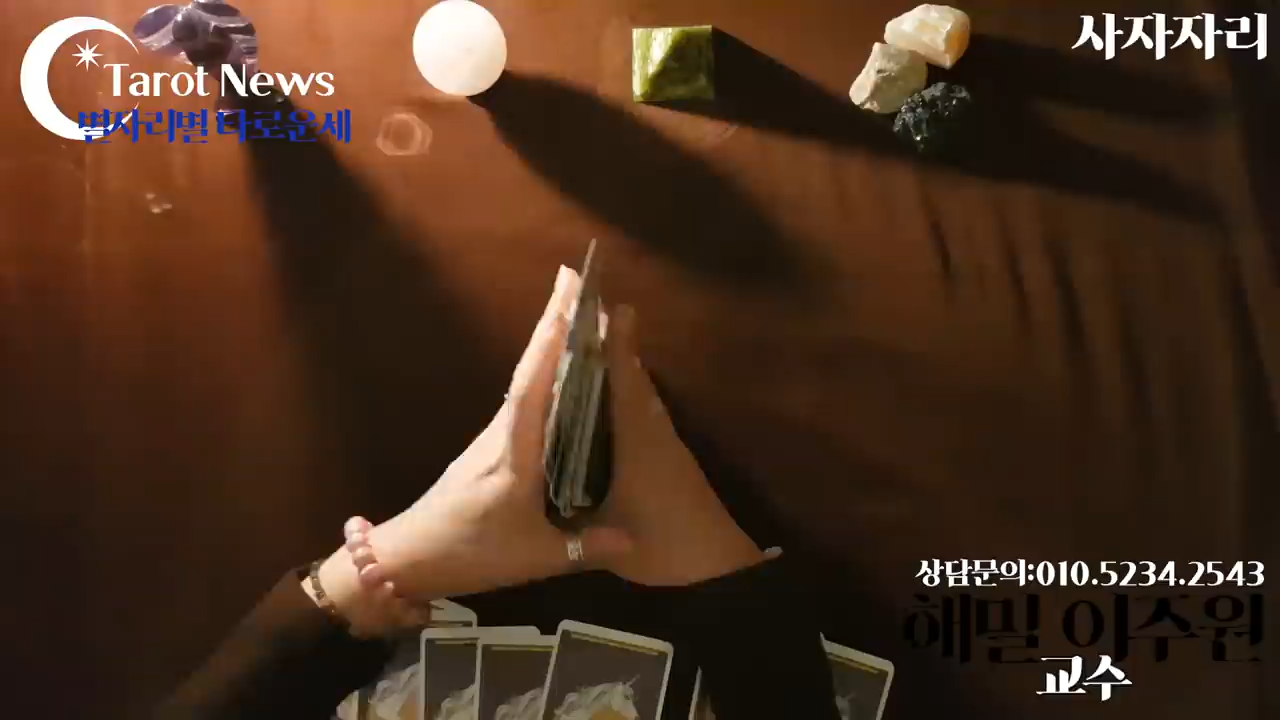 사자자리
Tarot News
별자리별 타로운세
상담문의:010.5234.2543
해밀 이주원
교수